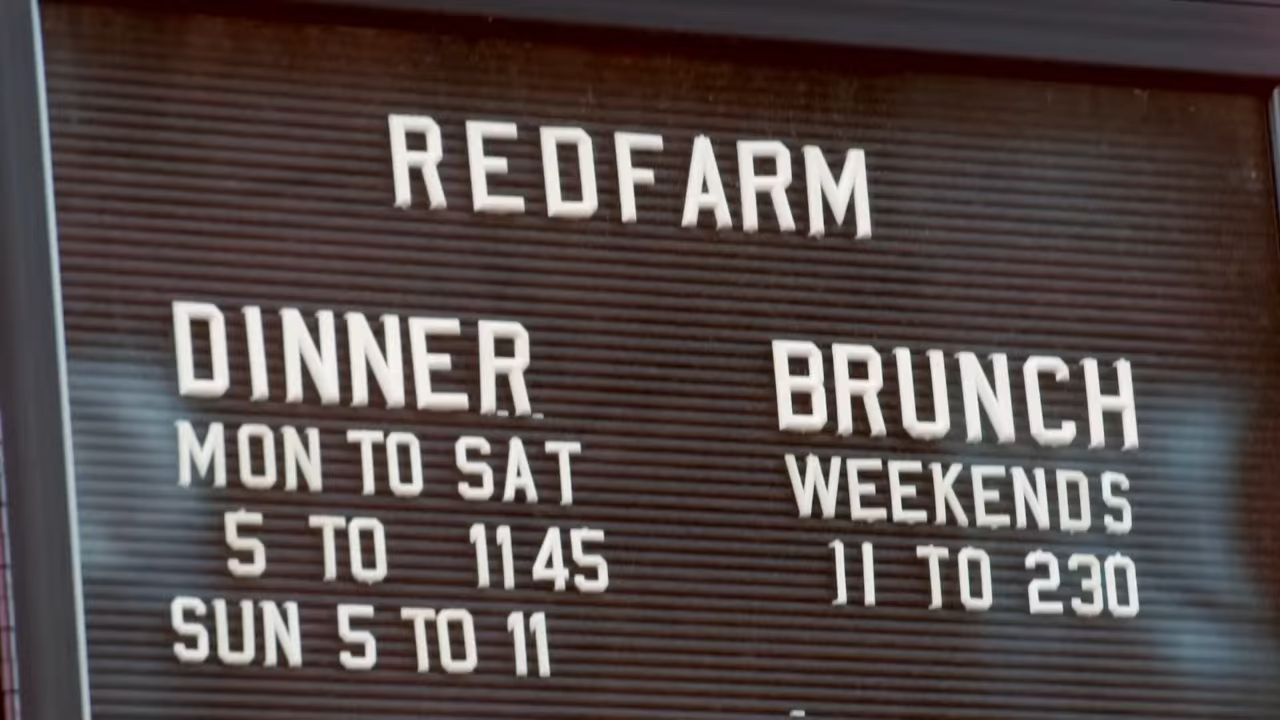 REDFARM
DINNER
MON TO SAT
5 TO 1145
SUN 5 TO 11
BRUNCH
WEEKENDS
11 TO 230